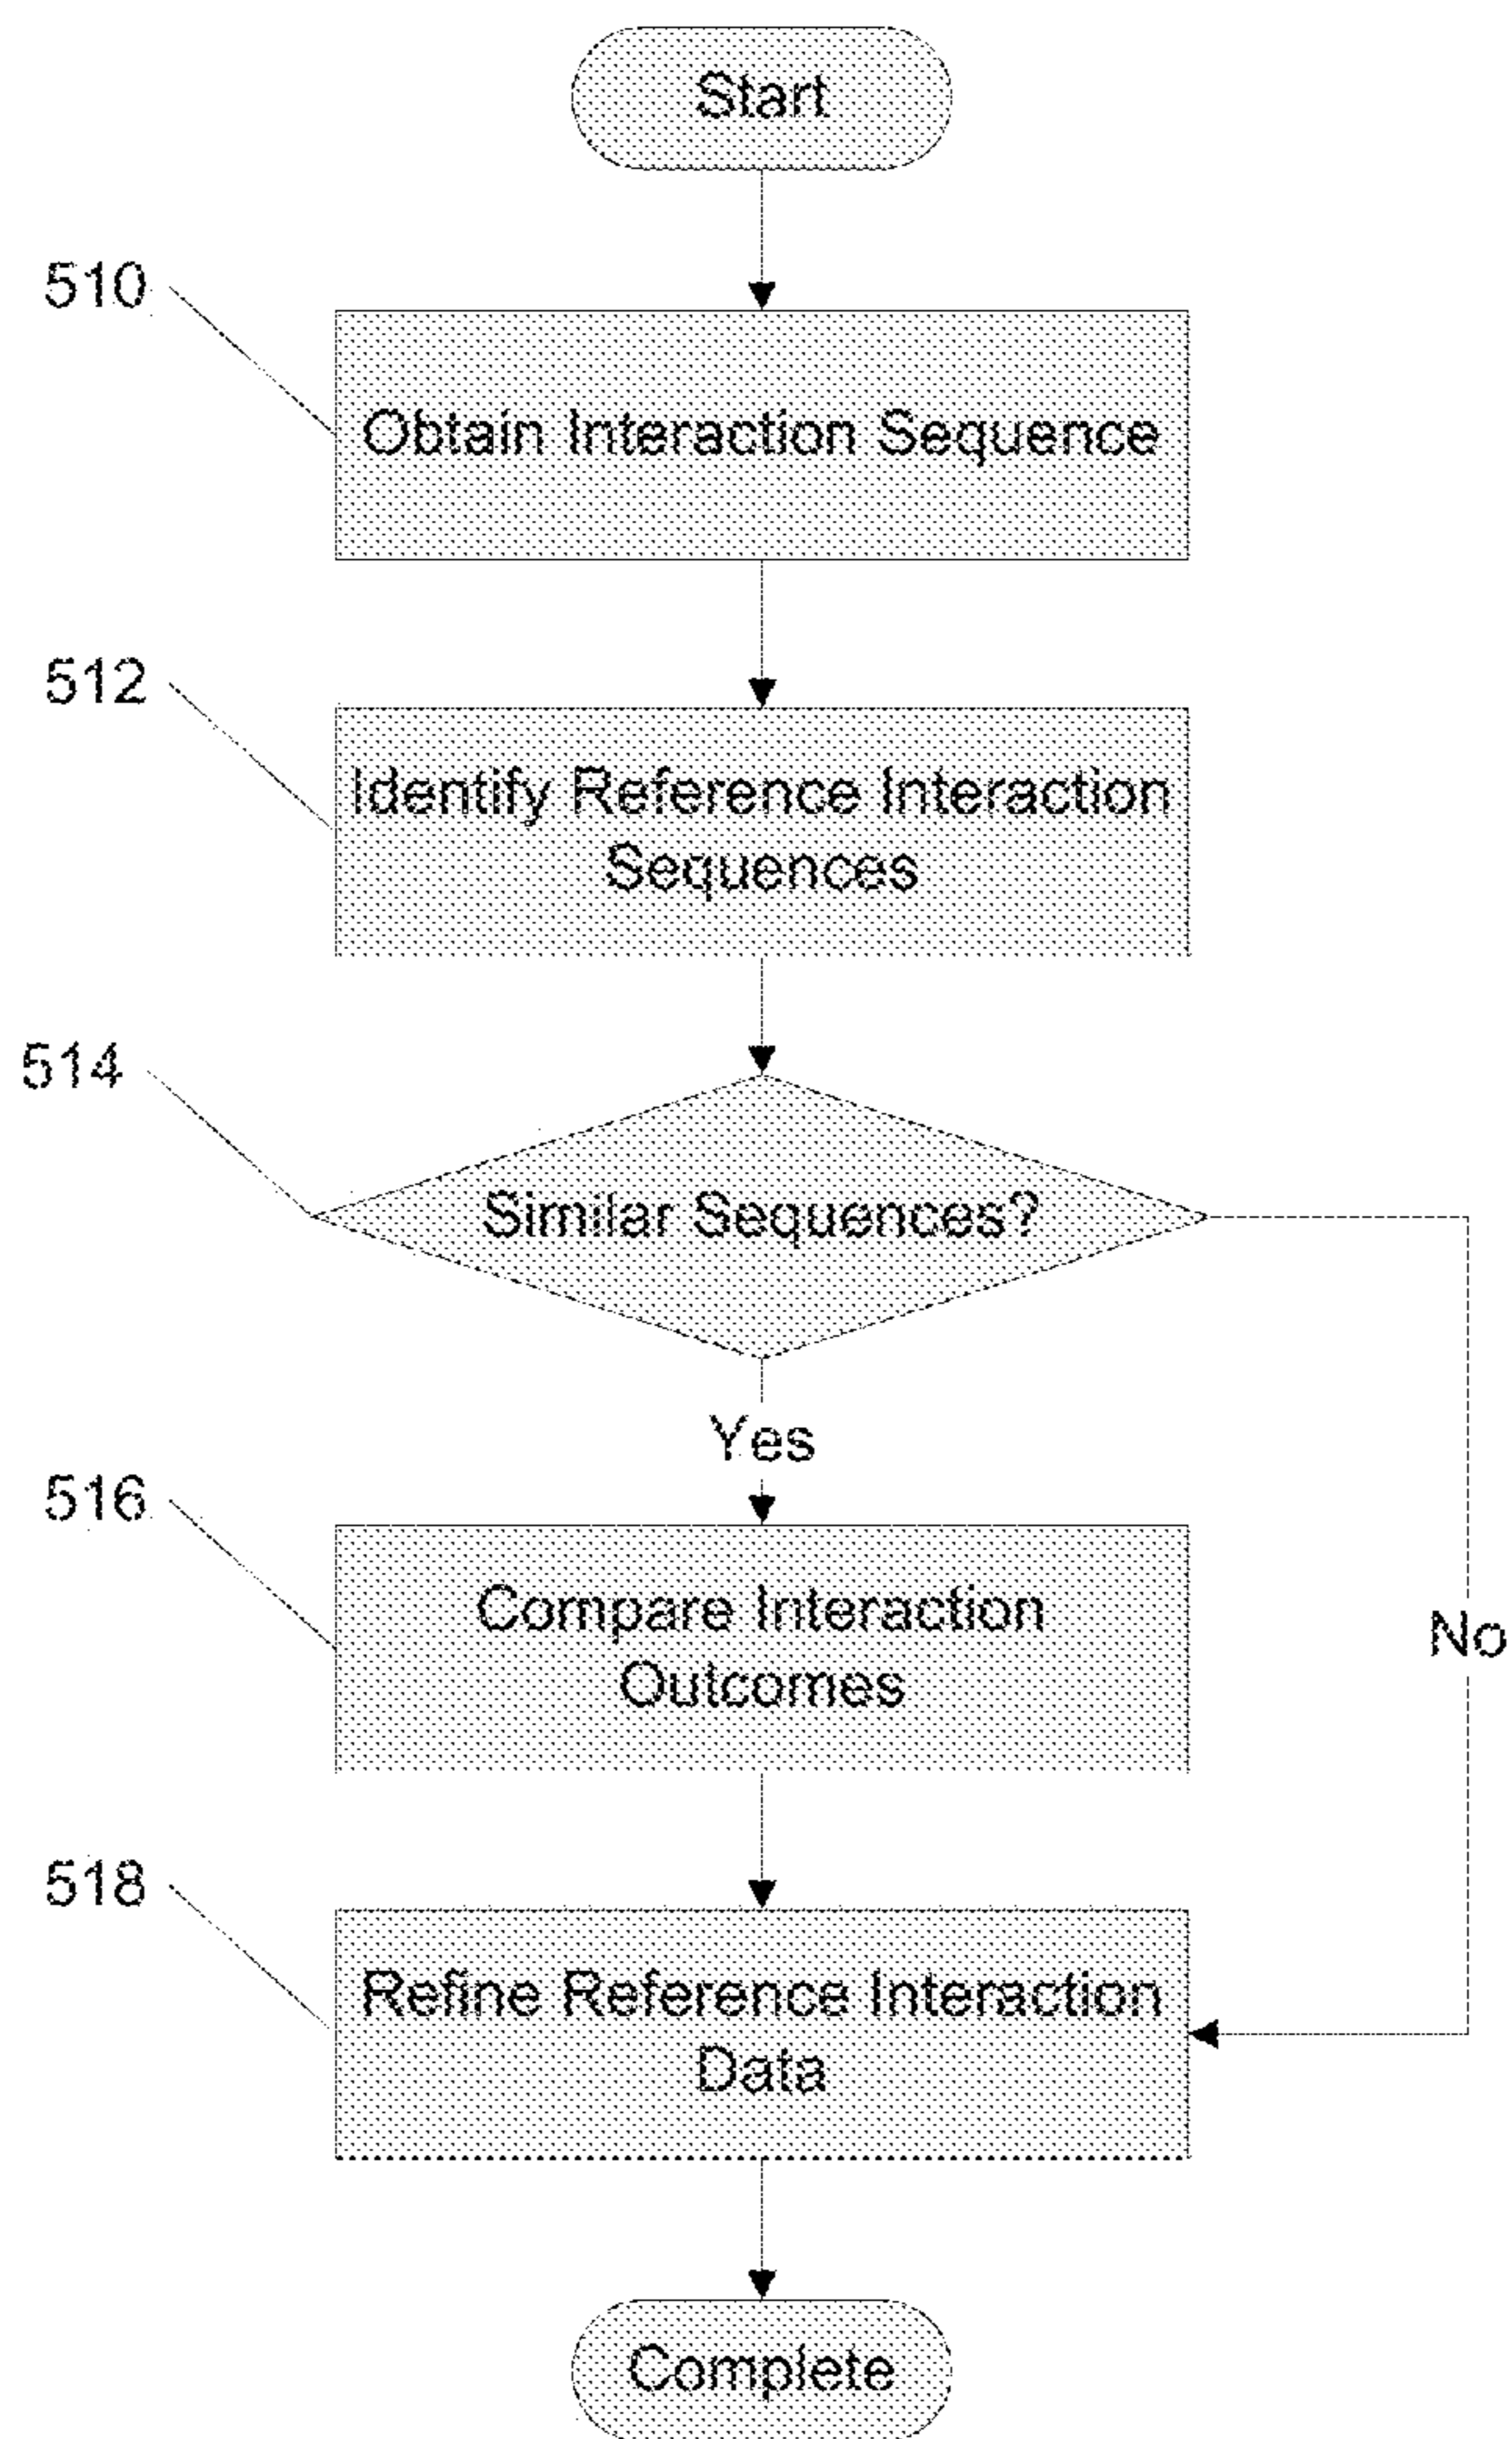 Start
510
Obtain Interaction Sequence
512
Identify Reference Interaction
Sequences
514
Similar Sequences?
Yes
516
Compare Interaction
Outcomes
No
518
Refine Reference Interaction
Data
Complete